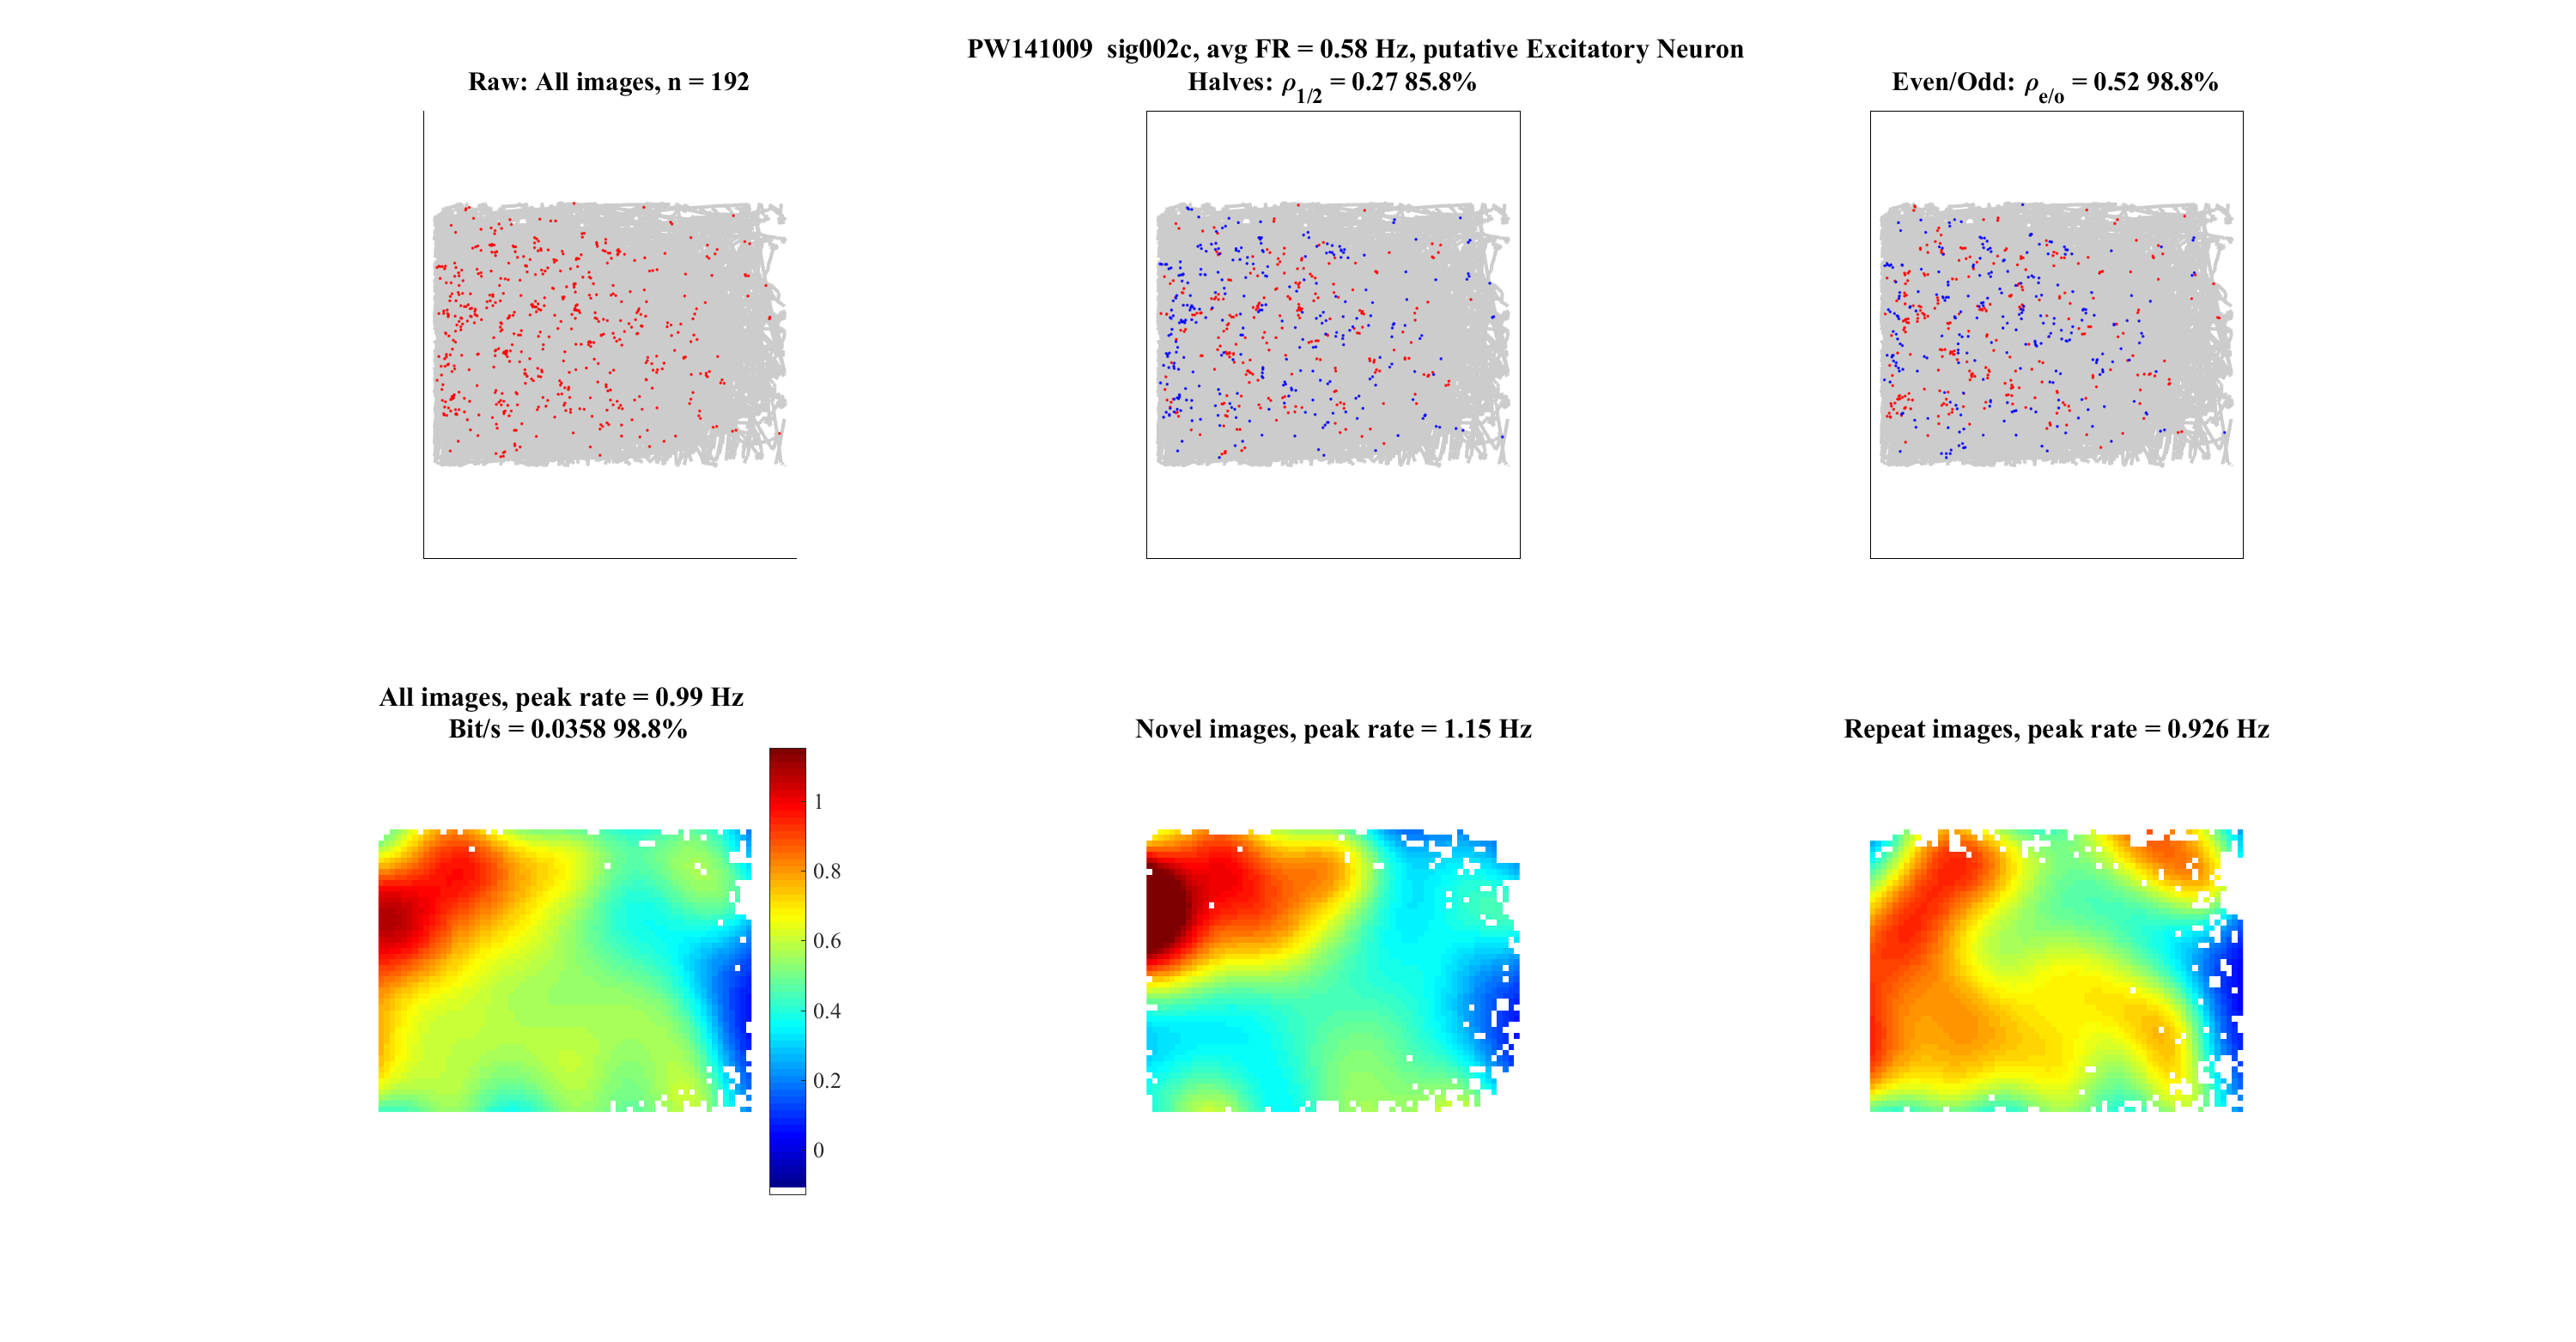 PW141009  sig002c, avg FR = 0.58 Hz, putative Excitatory Neuron
Raw: All images, n = 192
Halves: ρ1/2 = 0.27 85.8%
Even/Odd: ρe/o = 0.52 98.8%
All images, peak rate = 0.99 Hz
Bit/s = 0.0358 98.8%
Novel images, peak rate = 1.15 Hz
Repeat images, peak rate = 0.926 Hz
1
0.8
0.6
0.4
0.2
0